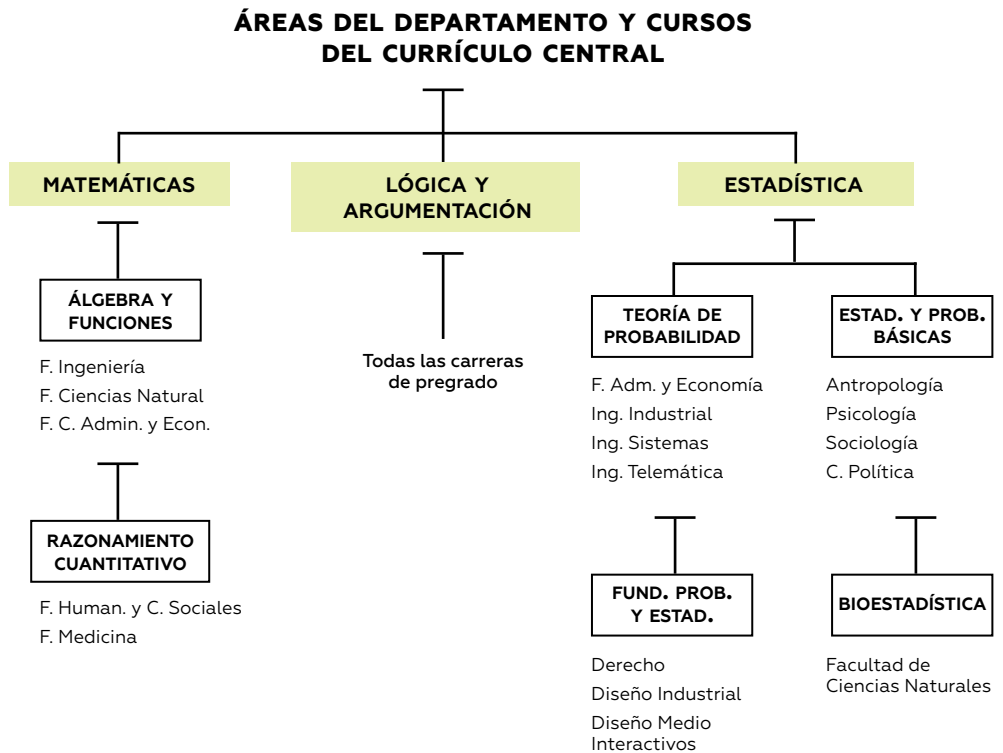 ÁREAS DEL DEPARTAMENTO Y CURSOS
DEL CURRÍCULO CENTRAL
MATEMÁTICAS
ÁLGEBRA Y
FUNCIONES
F. Ingeniería
F. Ciencias Natural
F. C. Admin. y Econ.
RAZONAMIENTO
CUANTITATIVO
F. Human. y C. Sociales
F. Medicina
LÓGICA Y
ARGUMENTACIÓN
Todas las carreras
de pregrado
ESTADÍSTICA
TEORÍA DE
PROBABILIDAD
F. Adm. y Economía
Ing. Industrial
Ing. Sistemas
Ing. Telemática
FUND. PROB.
Y ESTAD.
Derecho
Diseño Industrial
Diseño Medio
Interactivos
ESTAD. Y PROB.
BÁSICAS
Antropología
Psicología
Sociología
C. Política
BIOESTADÍSTICA
Facultad de
Ciencias Naturales